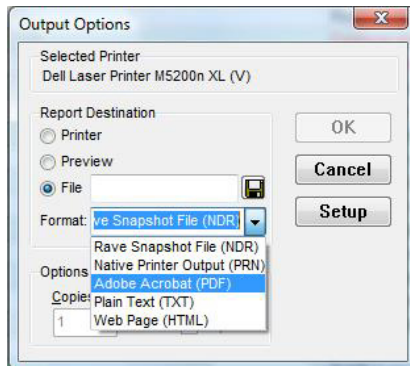 Output Options
Selected Printer
Dell Laser Printer M5200n XL (V)
Report Destination
Printer
OK
Preview
Cancel
File
Format: ve Snapshot File (NDR)
Setup
Rave Snapshot File (NDR)
Native Printer Output (PRN)
Options
Adobe Acrobat (PDF)
Plain Text (TXT)
Copies
Web Page (HTML)
1